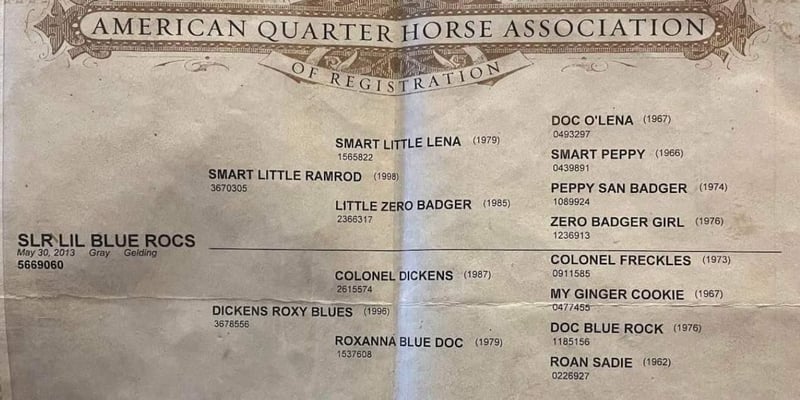 AMERICAN QUARTER HORSE ASSOCIATION
OF REGISTRATION
DOC O'LENA (1967)
0493297
SMART LITTLE LENA (1979)
1565822
SMART PEPPY (1966)
0439891
SMART LITTLE RAMROD (1998)
3670305
PEPPY SAN BADGER (1974)
1089924
LITTLE ZERO BADGER (1985)
2366317
ZERO BADGER GIRL (1976)
1236913
SLR LIL BLUE ROCS
May 30, 2013 Gray Gelding
5669060
COLONEL FRECKLES (1973)
0911585
COLONEL DICKENS (1987)
2615574
MY GINGER COOKIE (1967)
0477455
DICKENS ROXY BLUES (1996)
3678556
DOC BLUE ROCK (1976)
1185156
ROXANNA BLUE DOC (1979)
1537608
ROAN SADIE (1962)
0226927